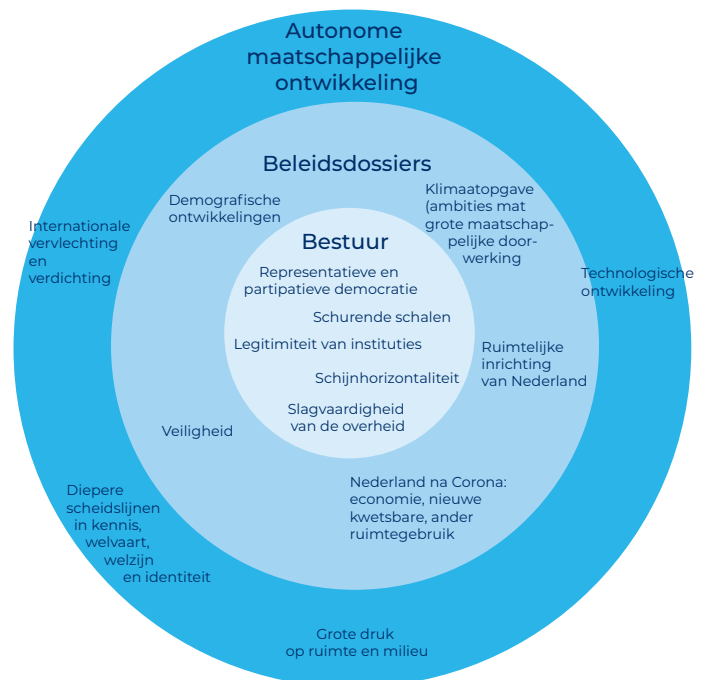 Autonome
maatschappelijke
ontwikkeling
Beleidsdossiers
Demografische
ontwikkelingen
Klimaatopgave
(ambities mat
grote maatschap-
pelijke door-
werking
Internationale
vervlechting
en
verdichting
Bestuur
Representatieve en
partipatieve democratie
Schurende schalen
Legitimiteit van instituties
Schijnhorizontaliteit
Slagvaardigheid
van de overheid
Technologische
ontwikkeling
Ruimtelijke
inrichting
van Nederland
Veiligheid
Nederland na Corona:
economie, nieuwe
kwetsbare, ander
ruimtegebruik
Diepere
scheidslijnen
in kennis,
welvaart,
welzijn
en identiteit
Grote druk
op ruimte en milieu